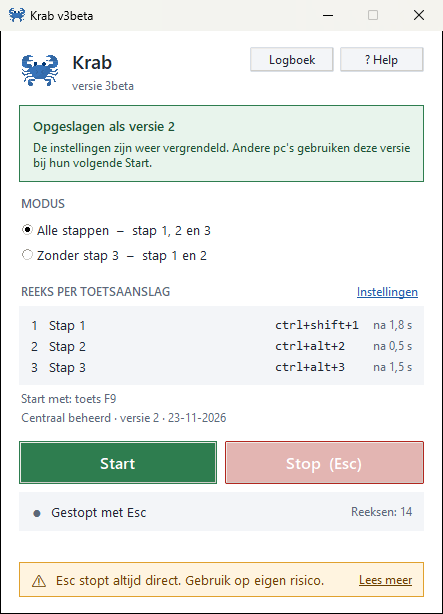 Krab v3beta
Krab
versie 3beta
Logboek
? Help
Opgeslagen als versie 2
De instellingen zijn weer vergrendeld. Andere pc's gebruiken deze versie
bij hun volgende Start.
MODUS
Alle stappen – stap 1, 2 en 3
Zonder stap 3 – stap 1 en 2
REEKS PER TOETSAANSLAG Instellingen
1 Stap 1 ctrl+shift+1 na 1,8 s
2 Stap 2 ctrl+alt+2 na 0,5 s
3 Stap 3 ctrl+alt+3 na 1,5 s
Start met: toets F9
Centraal beheerd · versie 2 · 23-11-2026
Start Stop (Esc)
Gestopt met Esc Reeksen: 14
Esc stopt altijd direct. Gebruik op eigen risico. Lees meer